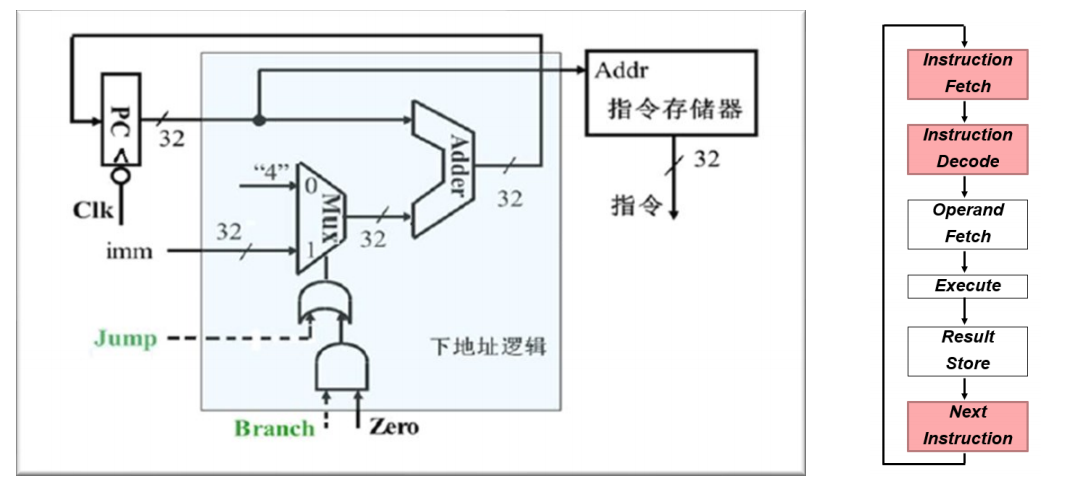 Addr
指令存储器
PC
32
Clk
"4"
0
Mux
1
32
imm
32
Adder
32
32
指令
Jump
下地址逻辑
Branch
Zero
Instruction
Fetch
Instruction
Decode
Operand
Fetch
Execute
Result
Store
Next
Instruction